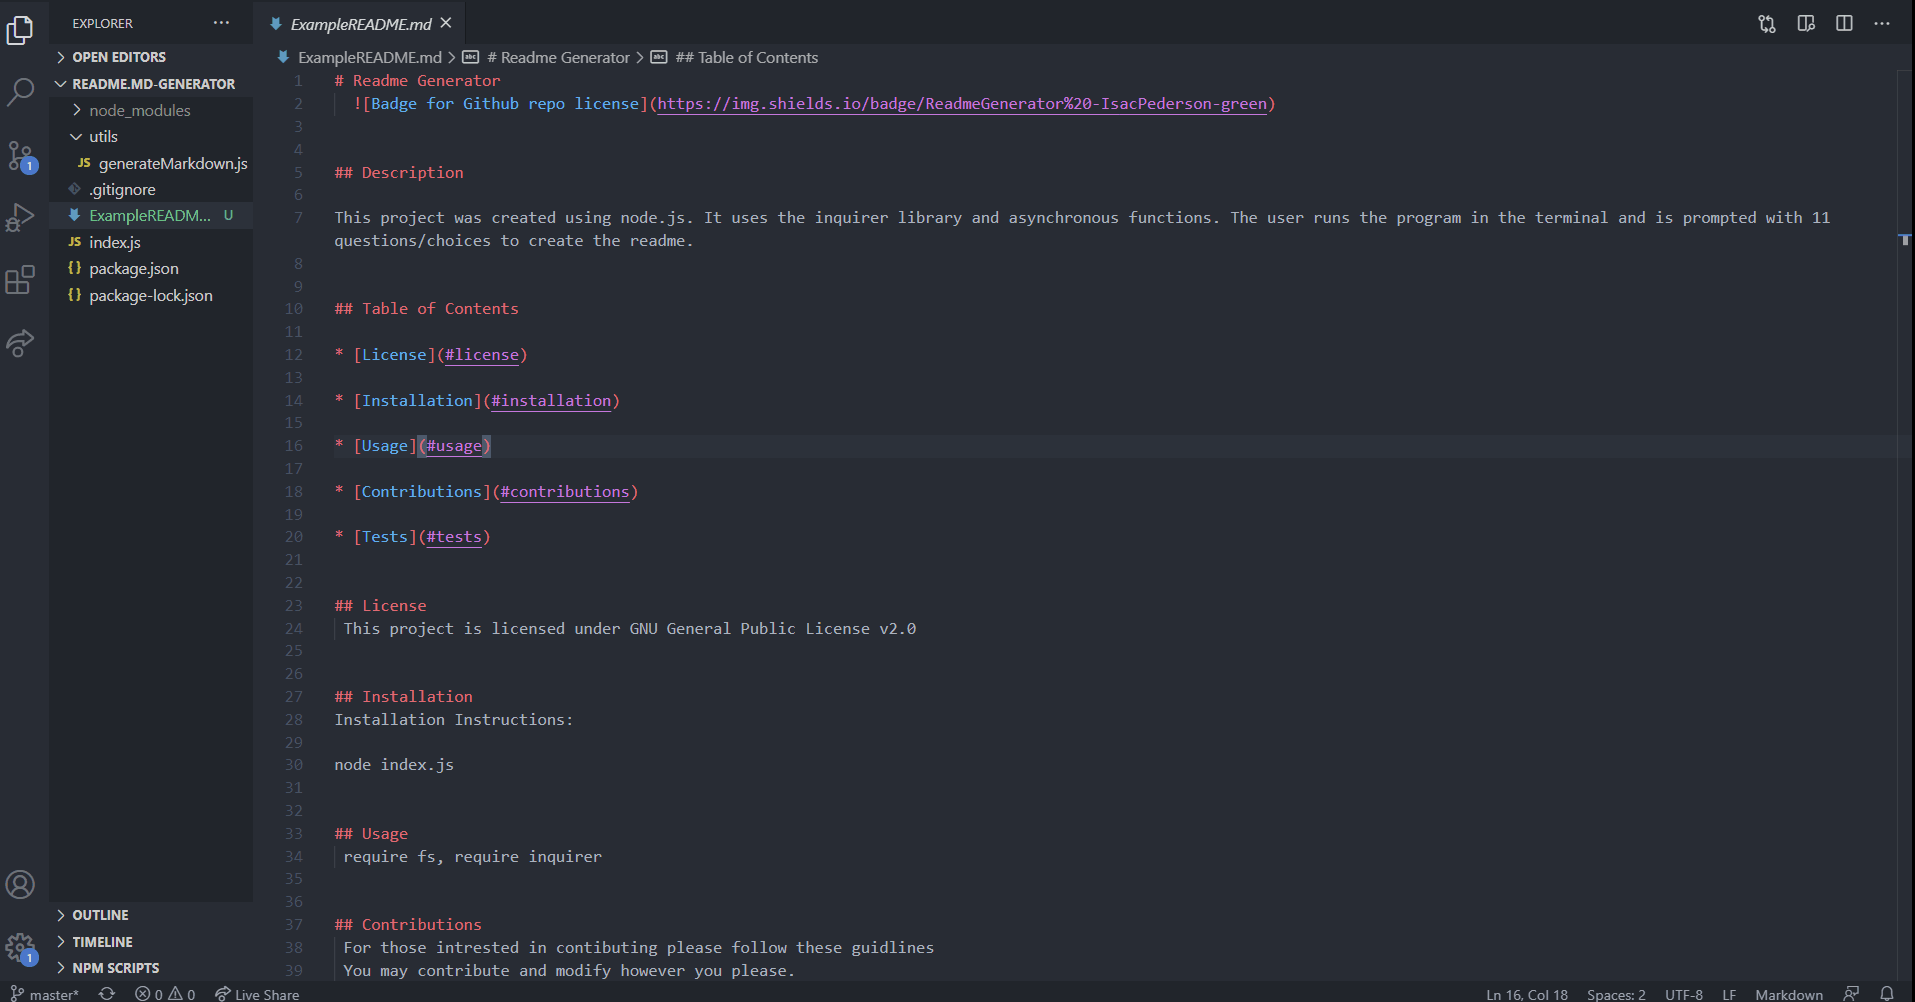 EXPLORER ···
OPEN EDITORS
README.MD-GENERATOR
node_modules
utils
JS generateMarkdown.js
.gitignore
ExampleREADM... U
JS index.js
{} package.json
{} package-lock.json
OUTLINE
TIMELINE
NPM SCRIPTS
1
1
ExampleREADME.md
ExampleREADME.md > # Readme Generator > ## Table of Contents
1 # Readme Generator
2 ![Badge for Github repo license](https://img.shields.io/badge/ReadmeGenerator%20-IsacPederson-green)
3
4
5 ## Description
6
7 This project was created using node.js. It uses the inquirer library and asynchronous functions. The user runs the program in the terminal and is prompted with 11
questions/choices to create the readme.
8
9
10 ## Table of Contents
11
12 * [License](#license)
13
14 * [Installation](#installation)
15
16 * [Usage](#usage)
17
18 * [Contributions](#contributions)
19
20 * [Tests](#tests)
21
22
23 ## License
24 This project is licensed under GNU General Public License v2.0
25
26
27 ## Installation
28 Installation Instructions:
29
30 node index.js
31
32
33 ## Usage
34 require fs, require inquirer
35
36
37 ## Contributions
38 For those intrested in contibuting please follow these guidlines
39 You may contribute and modify however you please.
master* 0 0 Live Share Ln 16, Col 18 Spaces: 2 UTF-8 LF Markdown